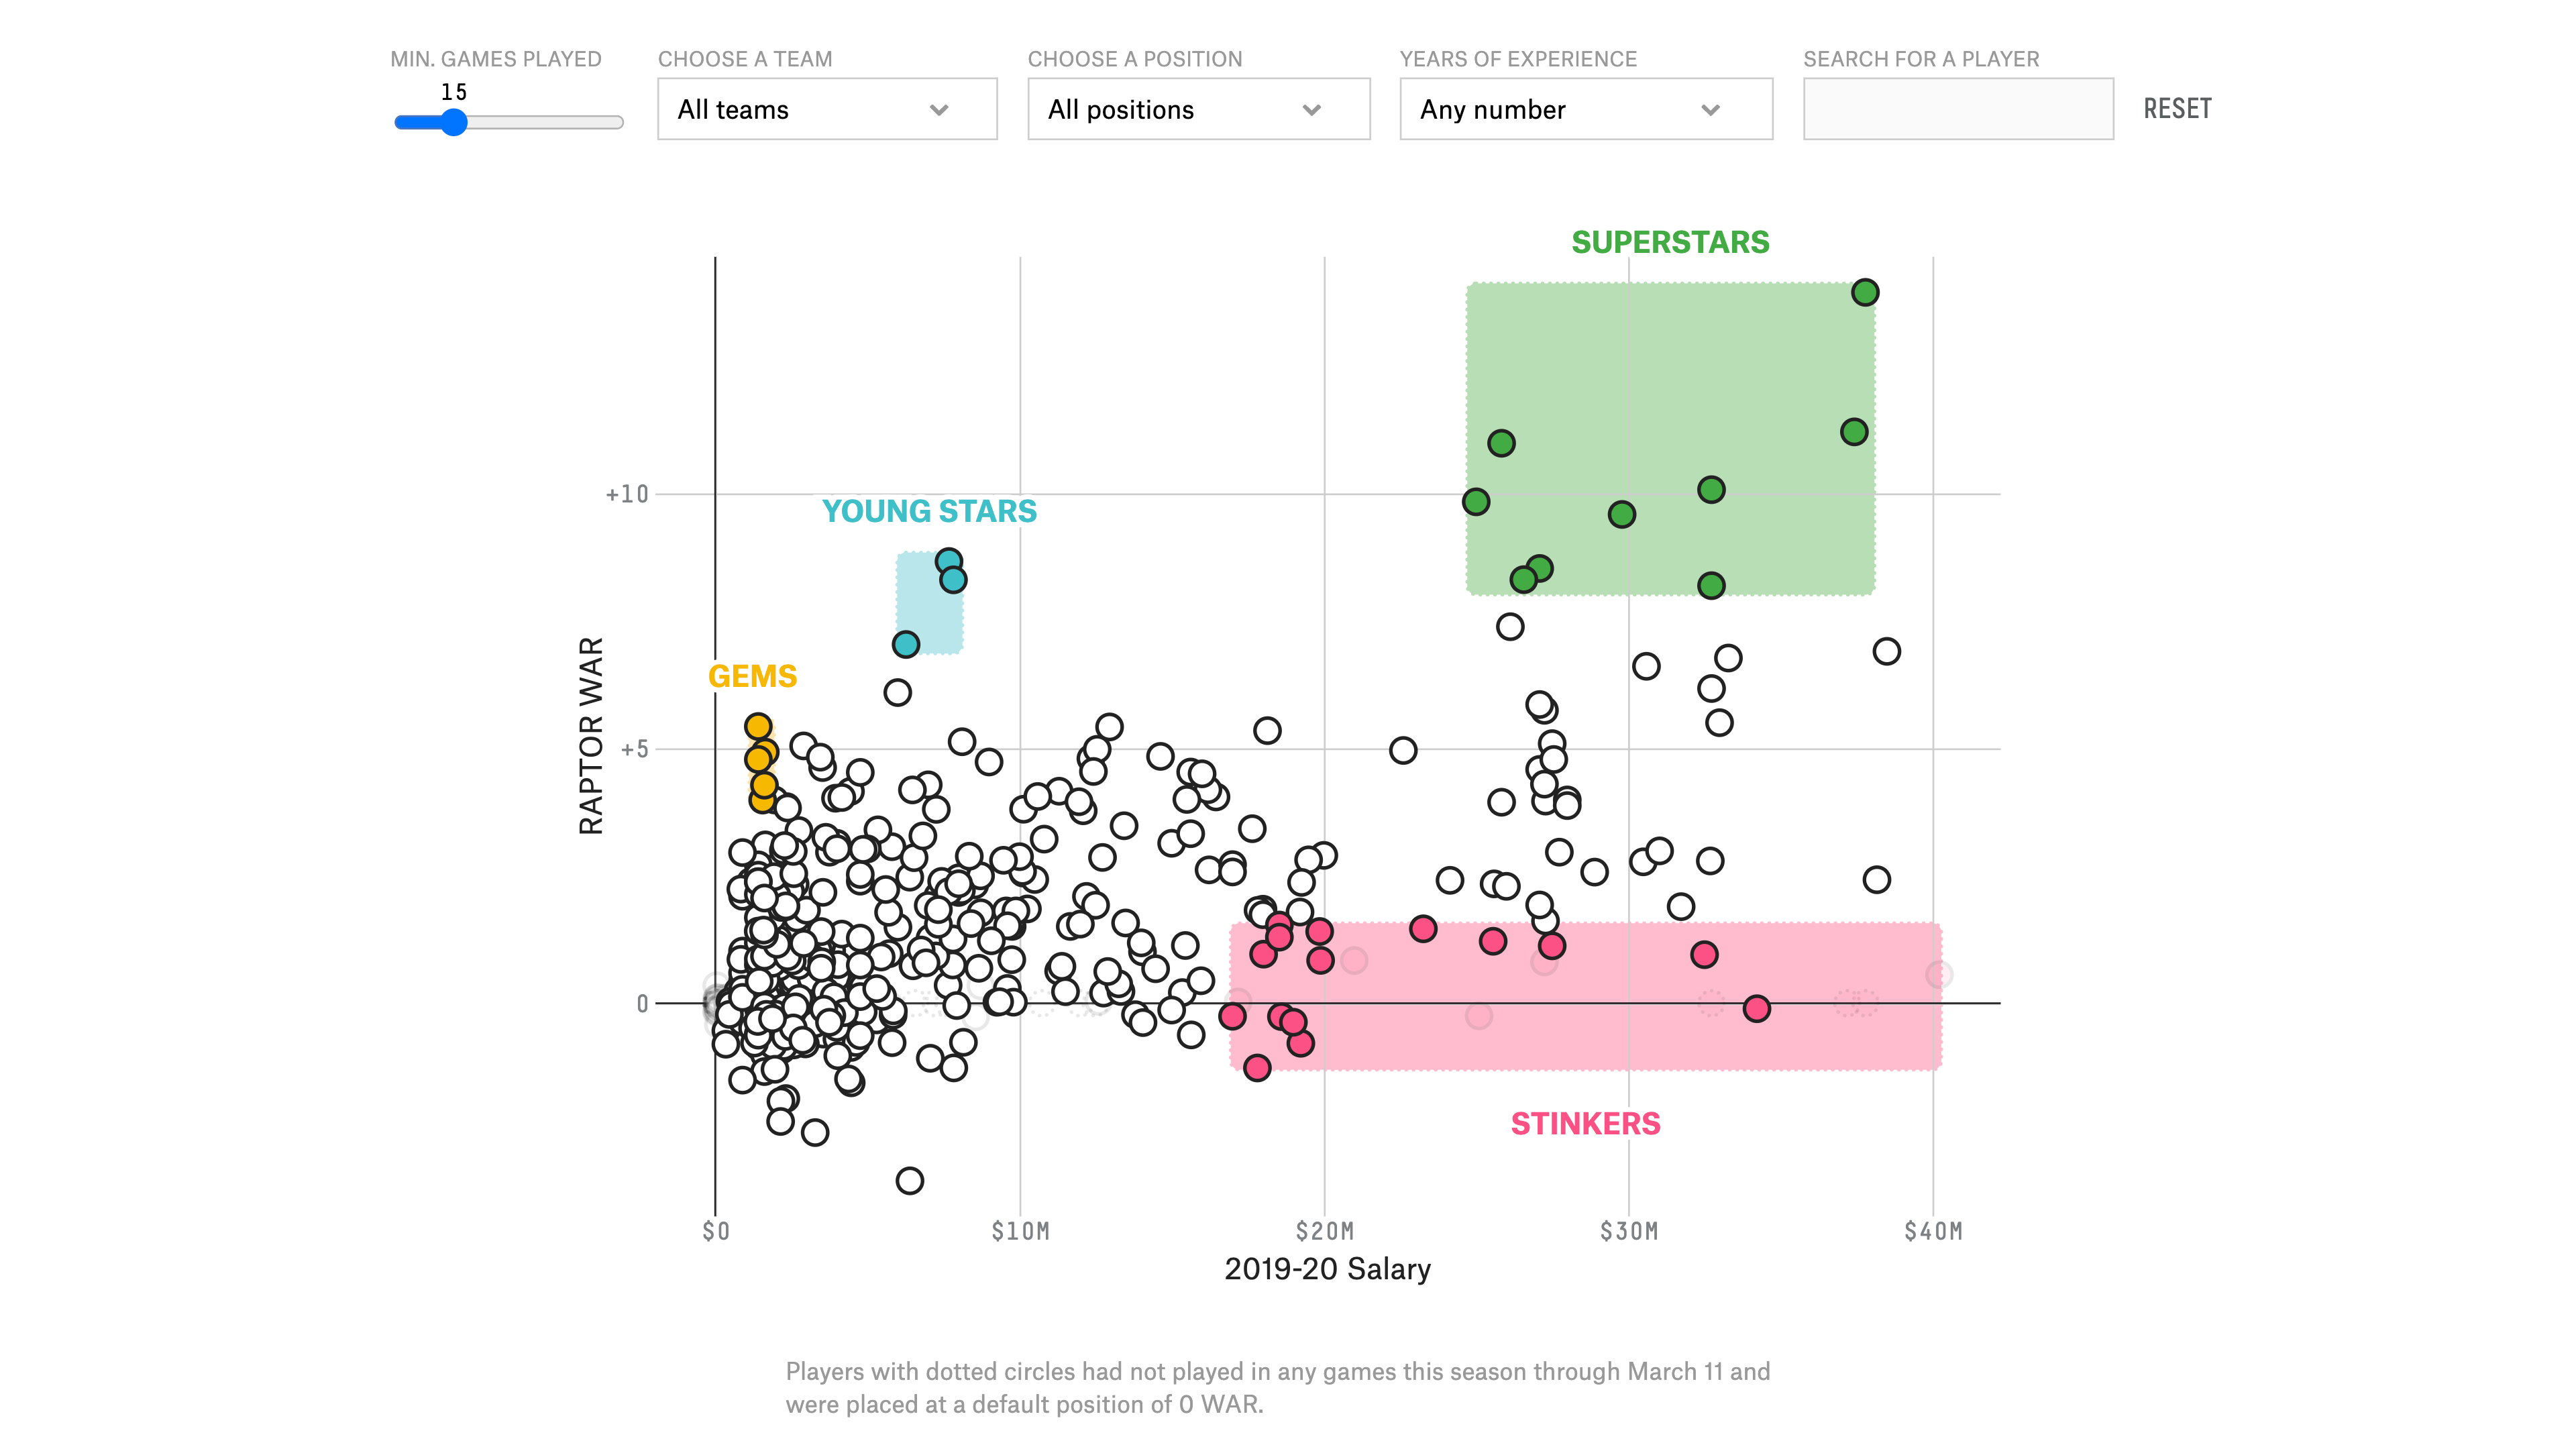 MIN. GAMES PLAYED
15
CHOOSE A TEAM
All teams
CHOOSE A POSITION
All positions
YEARS OF EXPERIENCE
Any number
SEARCH FOR A PLAYER
RESET
SUPERSTARS
YOUNG STARS
GEMS
STINKERS
RAPTOR WAR
+10
+5
0
$0
$10M
$20M
$30M
$40M
2019-20 Salary
Players with dotted circles had not played in any games this season through March 11 and
were placed at a default position of 0 WAR.